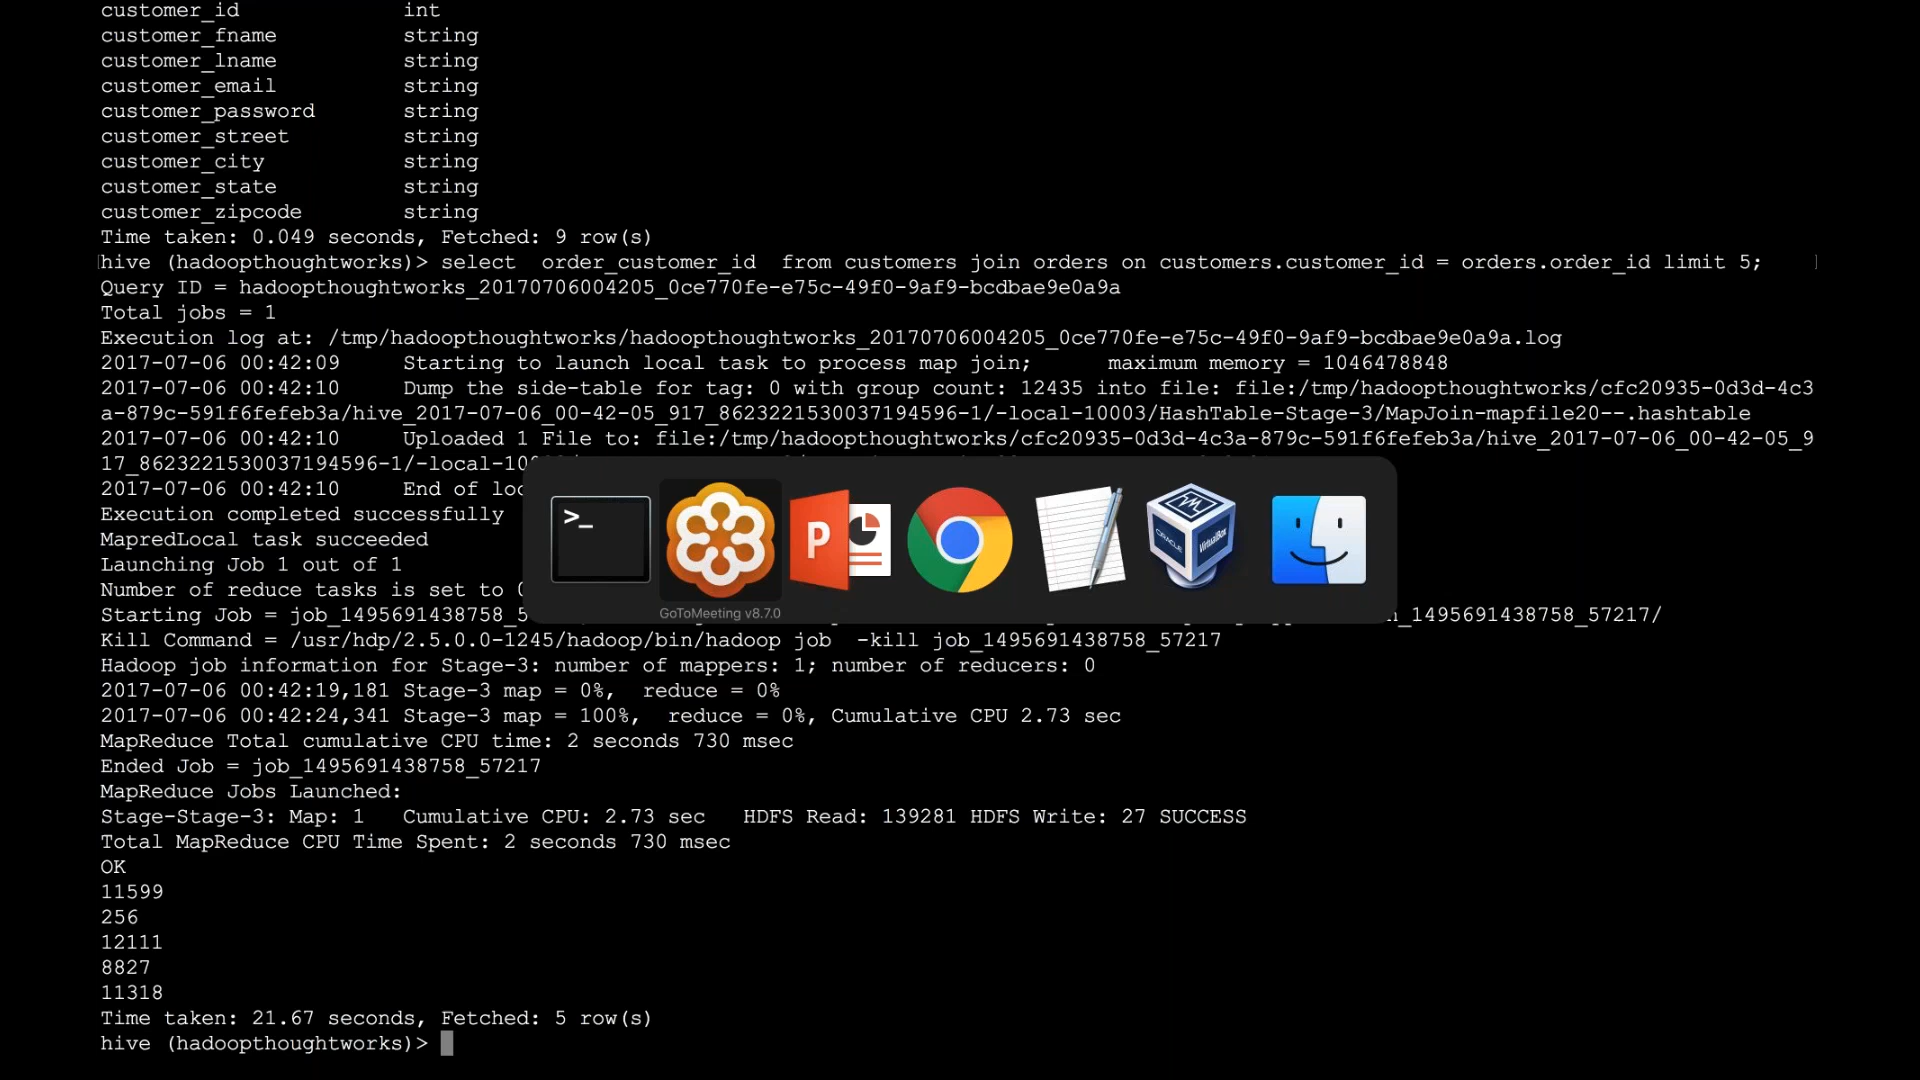 customer_id int
customer_fname string
customer_lname string
customer_email string
customer_password string
customer_street string
customer_city string
customer_state string
customer_zipcode string
Time taken: 0.049 seconds, Fetched: 9 row(s)
hive (hadoopthoughtworks)> select  order_customer_id  from customers join orders on customers.customer_id = orders.order_id limit 5;
Query ID = hadoopthoughtworks_20170706004205_0ce770fe-e75c-49f0-9af9-bcdbae9e0a9a
Total jobs = 1
Execution log at: /tmp/hadoopthoughtworks/hadoopthoughtworks_20170706004205_0ce770fe-e75c-49f0-9af9-bcdbae9e0a9a.log
2017-07-06 00:42:09 Starting to launch local task to process map join; maximum memory = 1046478848
2017-07-06 00:42:10 Dump the side-table for tag: 0 with group count: 12435 into file: file:/tmp/hadoopthoughtworks/cfc20935-0d3d-4c3
a-879c-591f6fefeb3a/hive_2017-07-06_00-42-05_917_8623221530037194596-1/-local-10003/HashTable-Stage-3/MapJoin-mapfile20--.hashtable
2017-07-06 00:42:10 Uploaded 1 File to: file:/tmp/hadoopthoughtworks/cfc20935-0d3d-4c3a-879c-591f6fefeb3a/hive_2017-07-06_00-42-05_9
17_8623221530037194596-1/-local-10
2017-07-06 00:42:10 End of loc
Execution completed successfully
MapredLocal task succeeded
Launching Job 1 out of 1
Number of reduce tasks is set to 0
Starting Job = job_1495691438758_5 n_1495691438758_57217/
Kill Command = /usr/hdp/2.5.0.0-1245/hadoop/bin/hadoop job  -kill job_1495691438758_57217
Hadoop job information for Stage-3: number of mappers: 1; number of reducers: 0
2017-07-06 00:42:19,181 Stage-3 map = 0%,  reduce = 0%
2017-07-06 00:42:24,341 Stage-3 map = 100%,  reduce = 0%, Cumulative CPU 2.73 sec
MapReduce Total cumulative CPU time: 2 seconds 730 msec
Ended Job = job_1495691438758_57217
MapReduce Jobs Launched:
Stage-Stage-3: Map: 1   Cumulative CPU: 2.73 sec   HDFS Read: 139281 HDFS Write: 27 SUCCESS
Total MapReduce CPU Time Spent: 2 seconds 730 msec
OK
11599
256
12111
8827
11318
Time taken: 21.67 seconds, Fetched: 5 row(s)
hive (hadoopthoughtworks)>
>_
P
ORACLE
VirtualBox
GoToMeeting v8.7.0